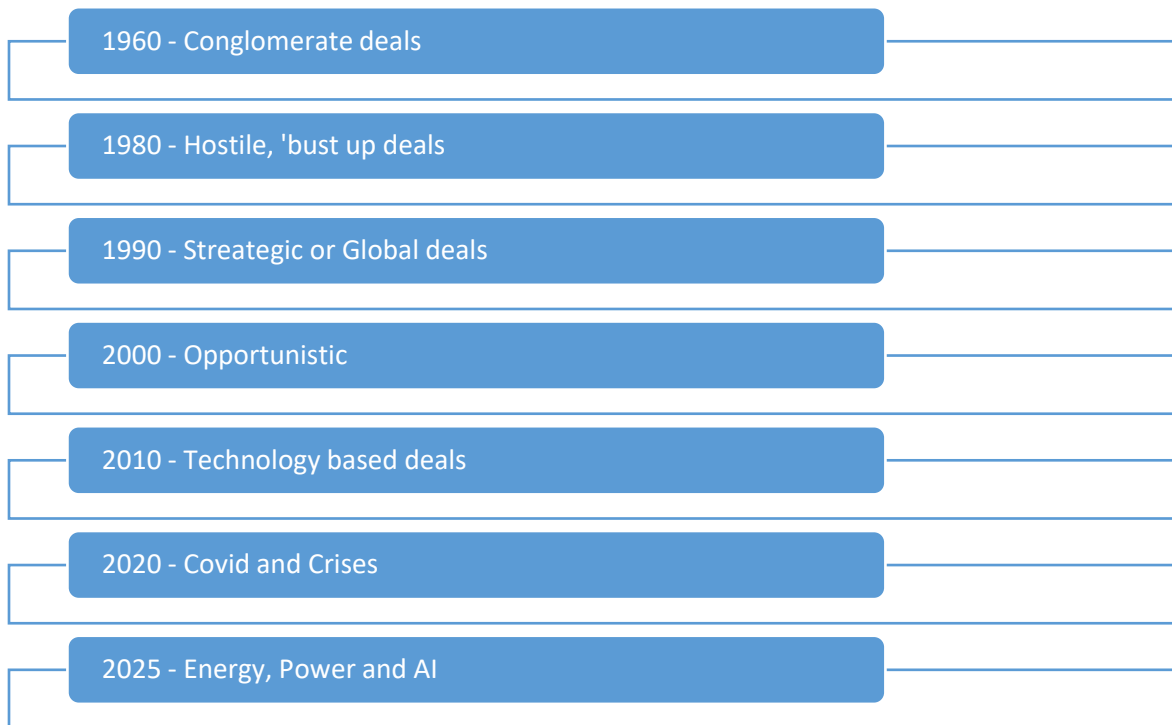 1960 - Conglomerate deals
1980 - Hostile, 'bust up deals
1990 - Streategic or Global deals
2000 - Opportunistic
2010 - Technology based deals
2020 - Covid and Crises
2025 - Energy, Power and AI